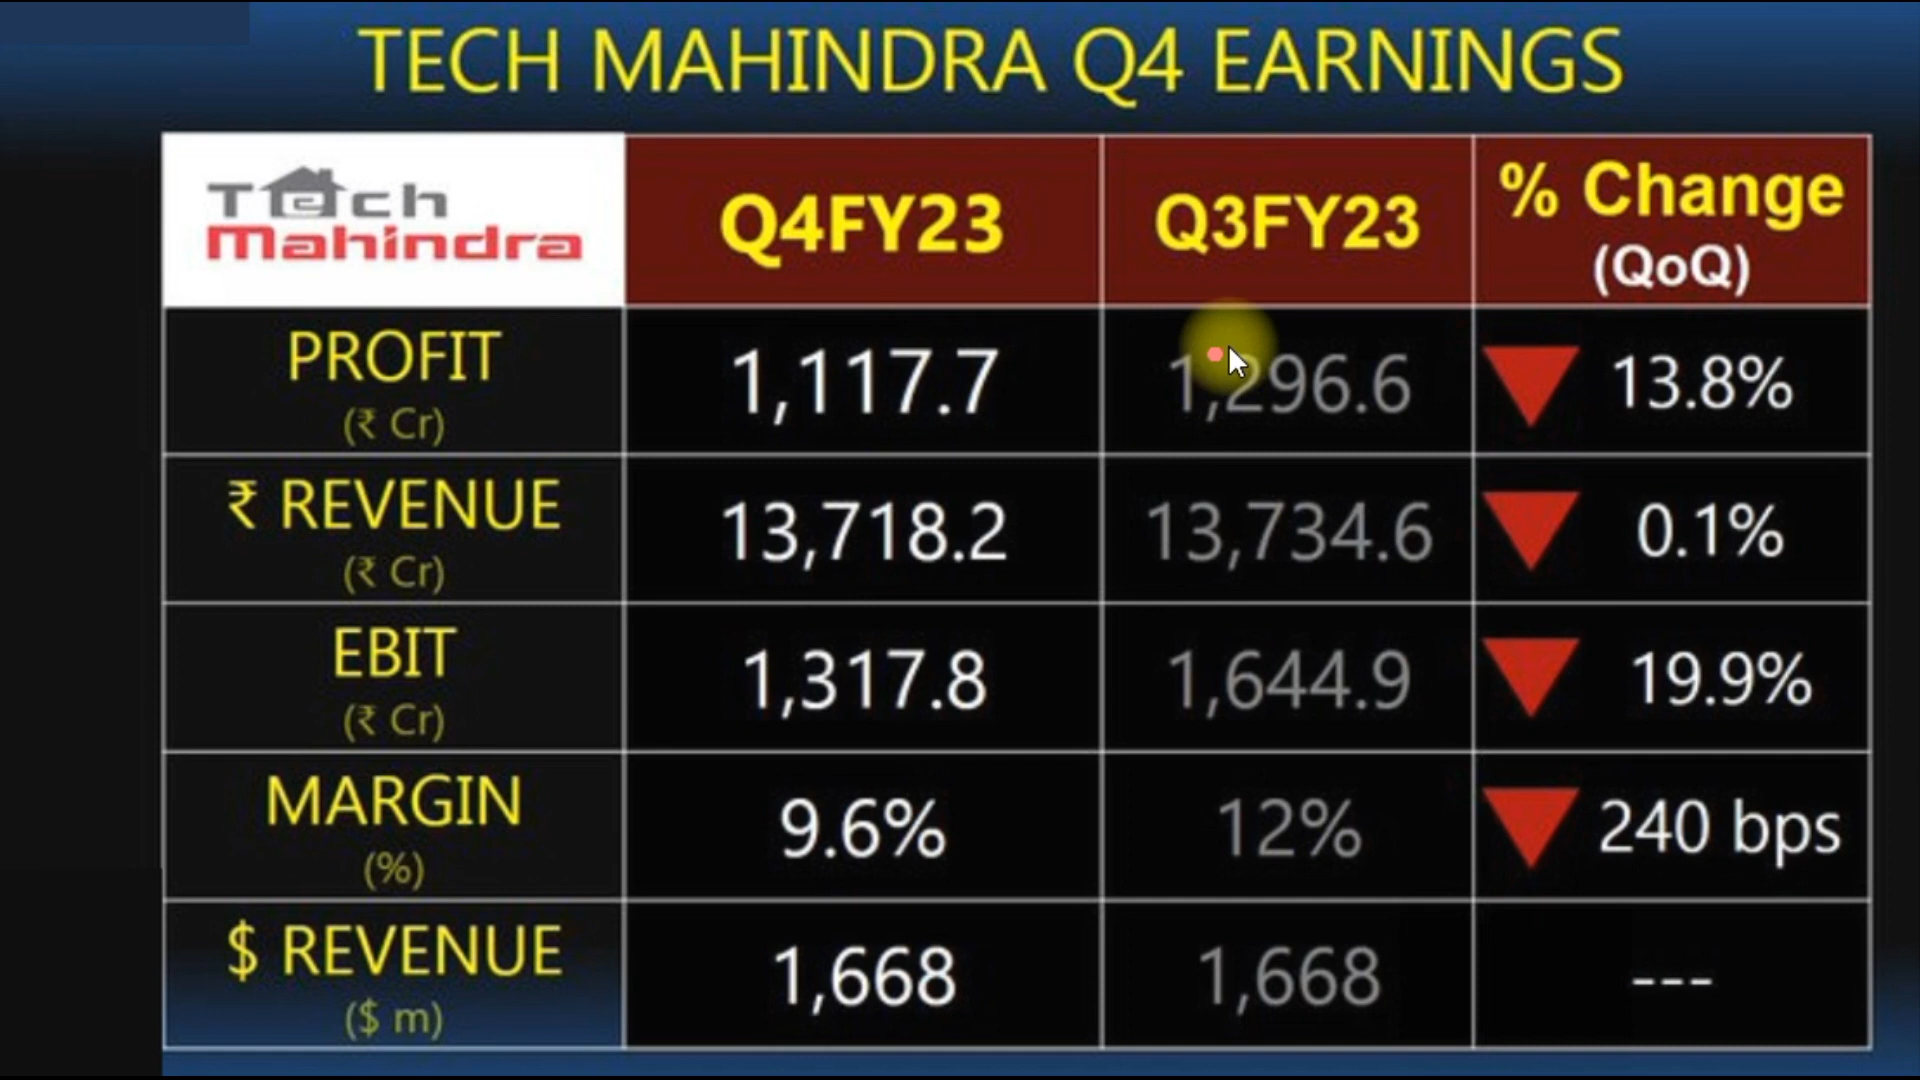 TECH MAHINDRA Q4 EARNINGS
Tech
Mahindra
Q4FY23
Q3FY23
% Change
(QoQ)
PROFIT
(₹ Cr)
1,117.7
1,296.6
13.8%
₹ REVENUE
(₹ Cr)
13,718.2
13,734.6
0.1%
EBIT
(₹ Cr)
1,317.8
1,644.9
19.9%
MARGIN
(%)
9.6%
12%
240 bps
$ REVENUE
($ m)
1,668
1,668
---